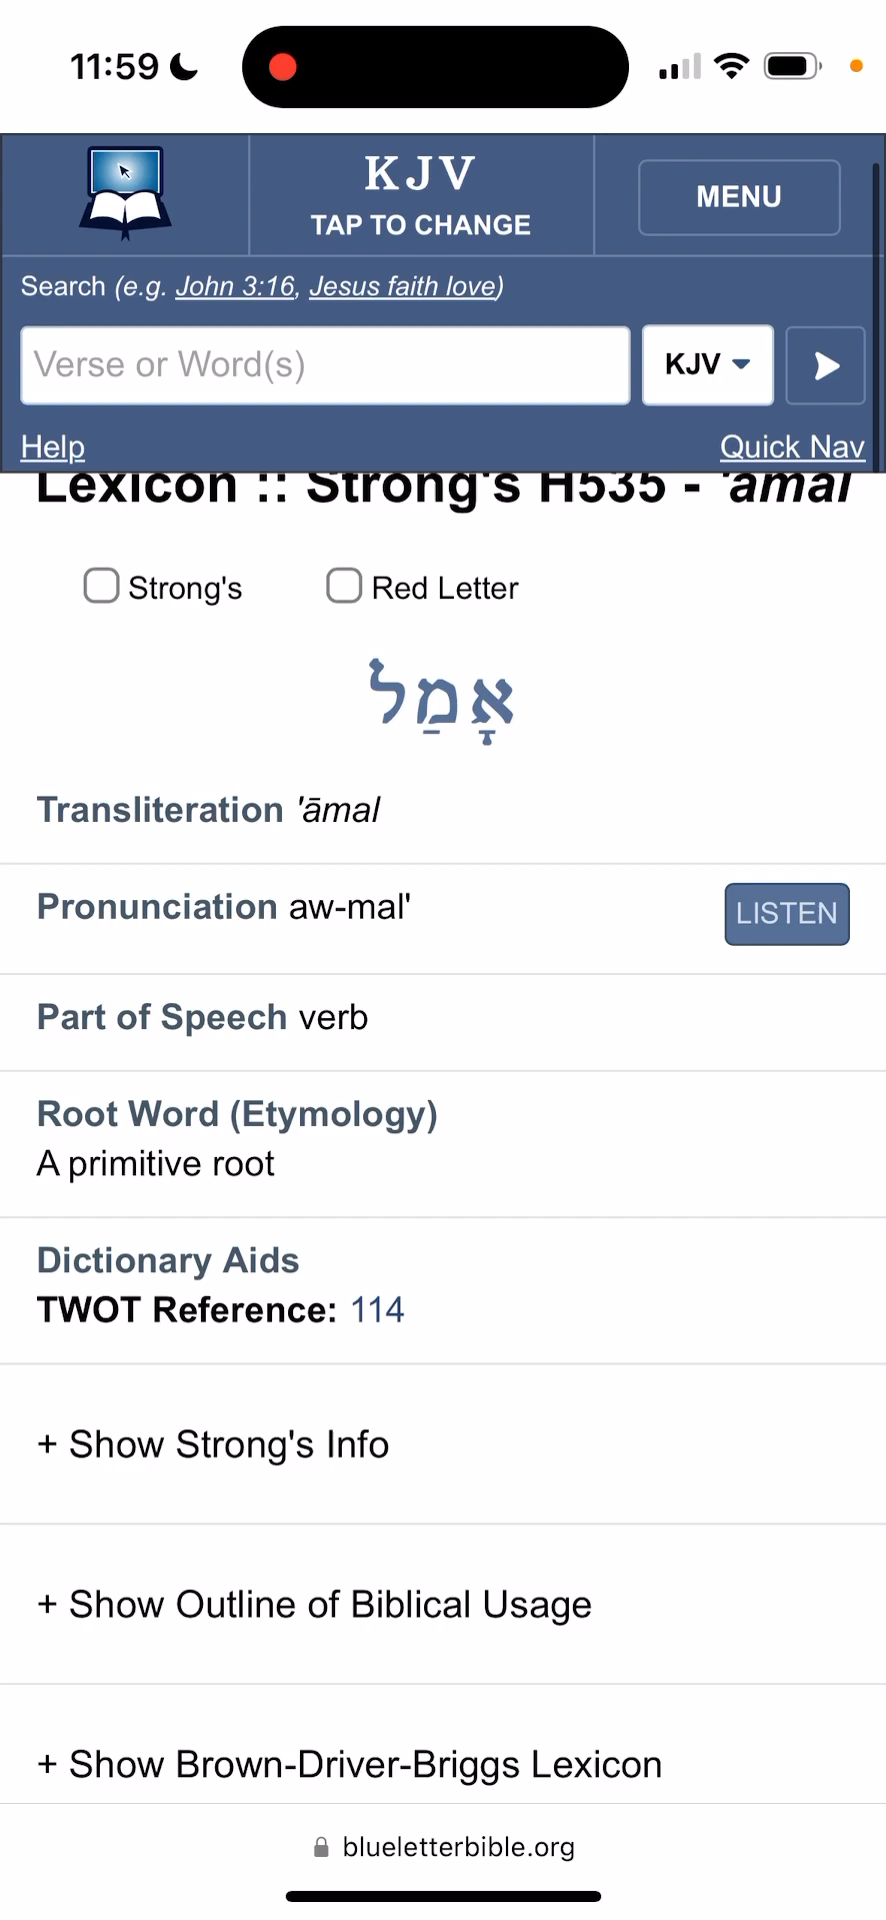 11:59
KJV
TAP TO CHANGE
MENU
Search (e.g. John 3:16, Jesus faith love)
Verse or Word(s)
KJV
Help
Quick Nav
Lexicon :: Strong's H535 - 'āmal
Strong's
Red Letter
אָמַל
Transliteration 'āmal
Pronunciation aw-mal'
LISTEN
Part of Speech verb
Root Word (Etymology)
A primitive root
Dictionary Aids
TWOT Reference: 114
+ Show Strong's Info
+ Show Outline of Biblical Usage
+ Show Brown-Driver-Briggs Lexicon
blueletterbible.org